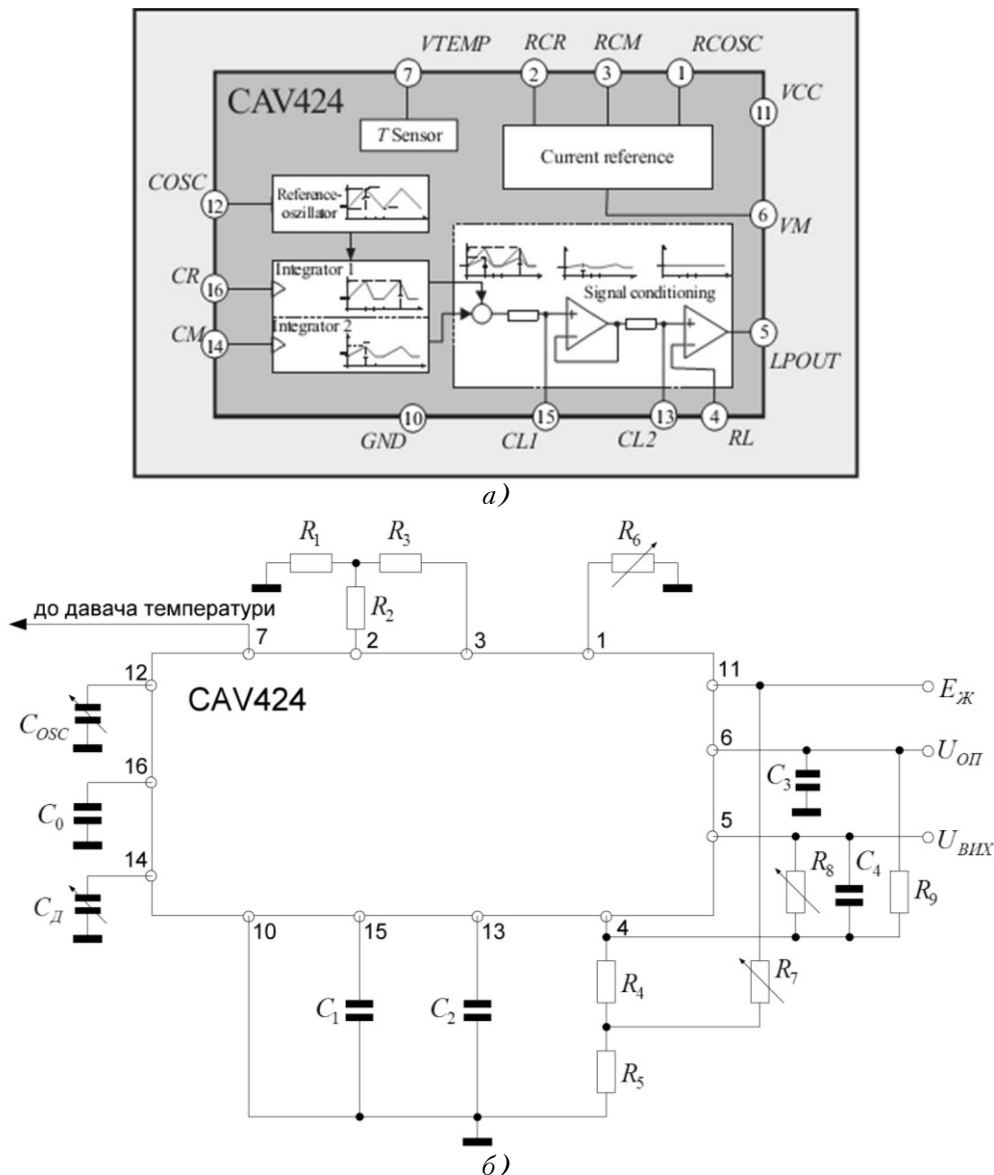 VTEMP RCR RCM RCOSC
7 2 3 1
VCC
11
CAV424
T Sensor
Current reference
COSC
12
Reference-
oszillator
6
VM
CR
16
Integrator 1
Signal conditioning
CM
14
Integrator 2
5
LPOUT
10 15 13 4
GND CL1 CL2 RL
а)
R1 R3 R6
R2
до давача температури
7 2 3 1
12 11
CAV424
EЖ
COSC
6
UОП
16
C3
C0
5
UВИХ
14
R8 C4 R9
CД
10 15 13 4
R4 R7
C1 C2
R5
б)